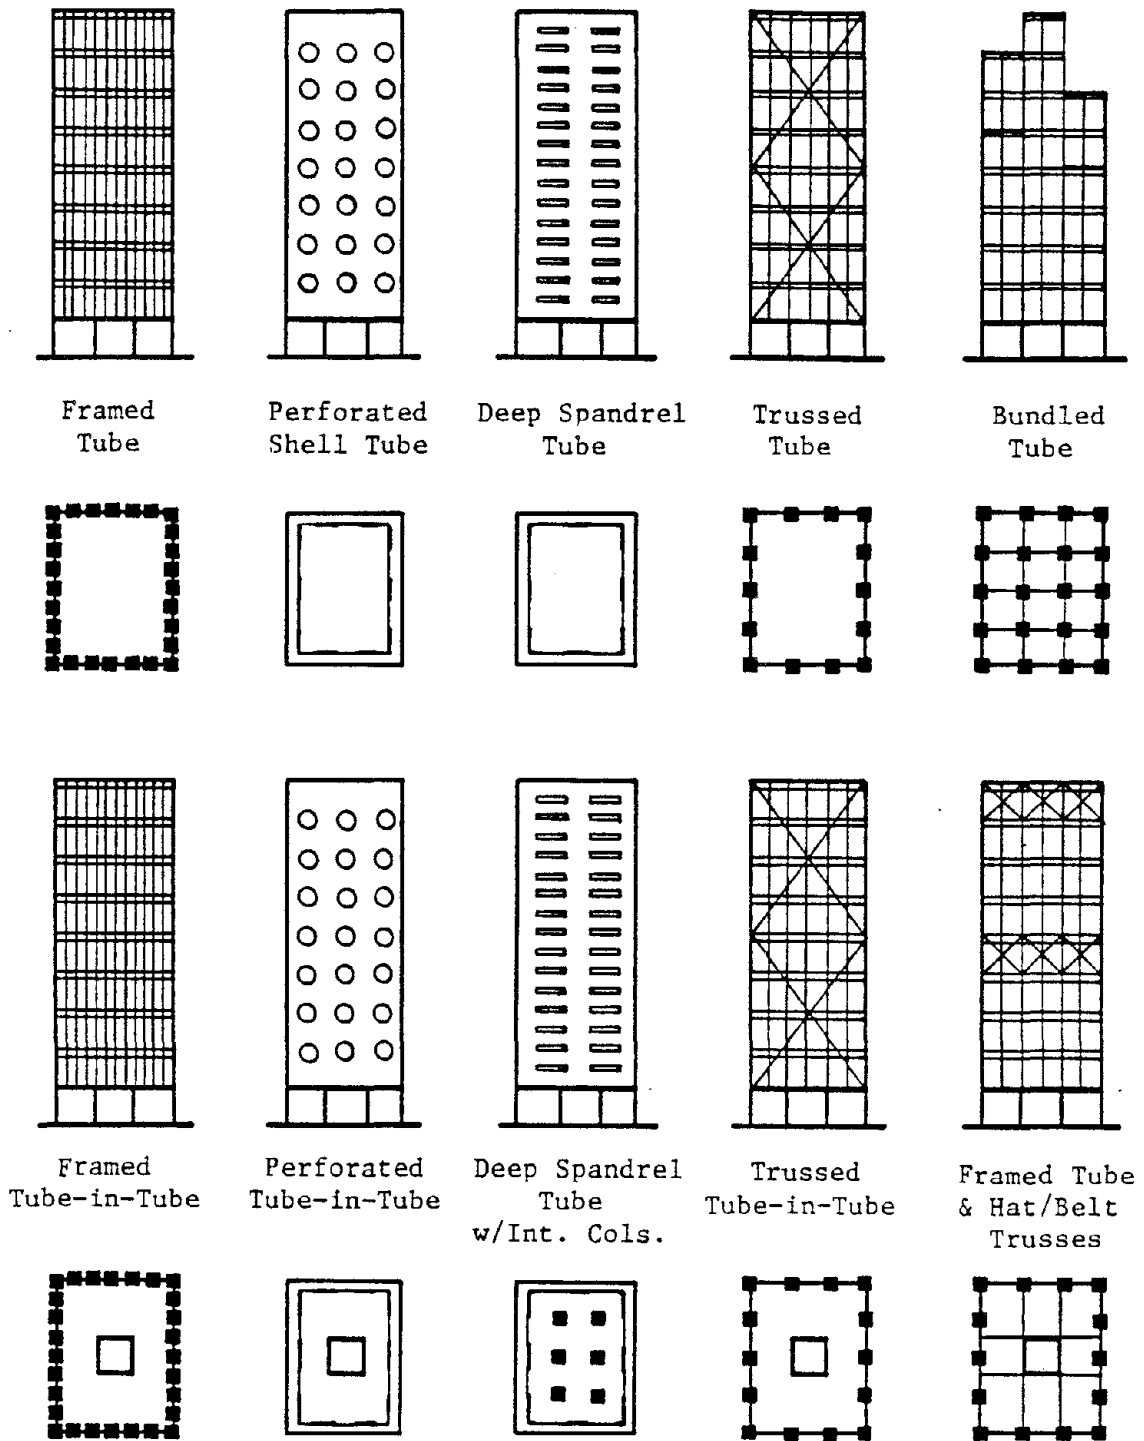 Framed
Tube
Perforated
Shell Tube
Deep Spandrel
Tube
Trussed
Tube
Bundled
Tube
Framed
Tube-in-Tube
Perforated
Tube-in-Tube
Deep Spandrel
Tube
w/Int. Cols.
Trussed
Tube-in-Tube
Framed Tube
& Hat/Belt
Trusses